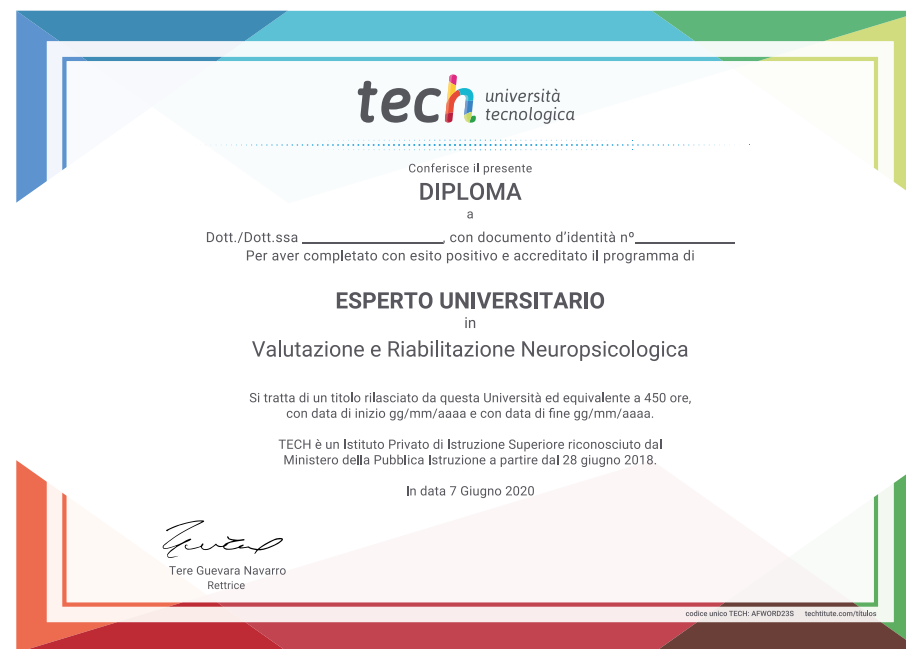 tech università
tecnologica
Conferisce il presente
DIPLOMA
a
Dott./Dott.ssa ________________, con documento d'identità nº____________
Per aver completato con esito positivo e accreditato il programma di
ESPERTO UNIVERSITARIO
in
Valutazione e Riabilitazione Neuropsicologica
Si tratta di un titolo rilasciato da questa Università ed equivalente a 450 ore,
con data di inizio gg/mm/aaaa e con data di fine gg/mm/aaaa.
TECH è un Istituto Privato di Istruzione Superiore riconosciuto dal
Ministero della Pubblica Istruzione a partire dal 28 giugno 2018.
In data 7 Giugno 2020
Tere Guevara Navarro
Rettrice
codice unico TECH: AFWORD23S techtitute.com/titulos